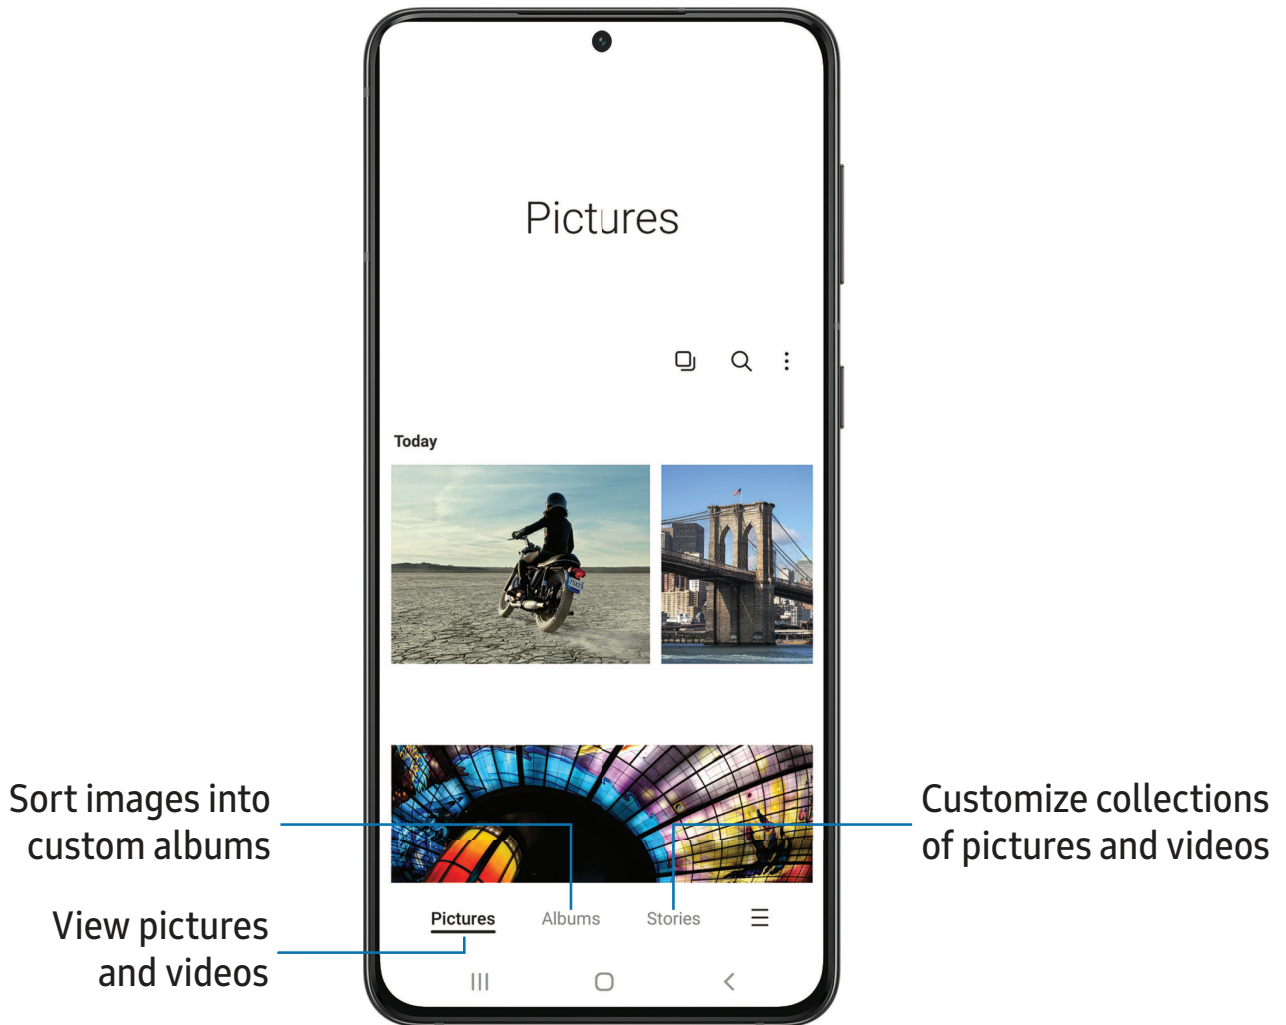 Pictures
Today
Sort images into
custom albums
Customize collections
of pictures and videos
View pictures
and videos
Pictures
Albums
Stories